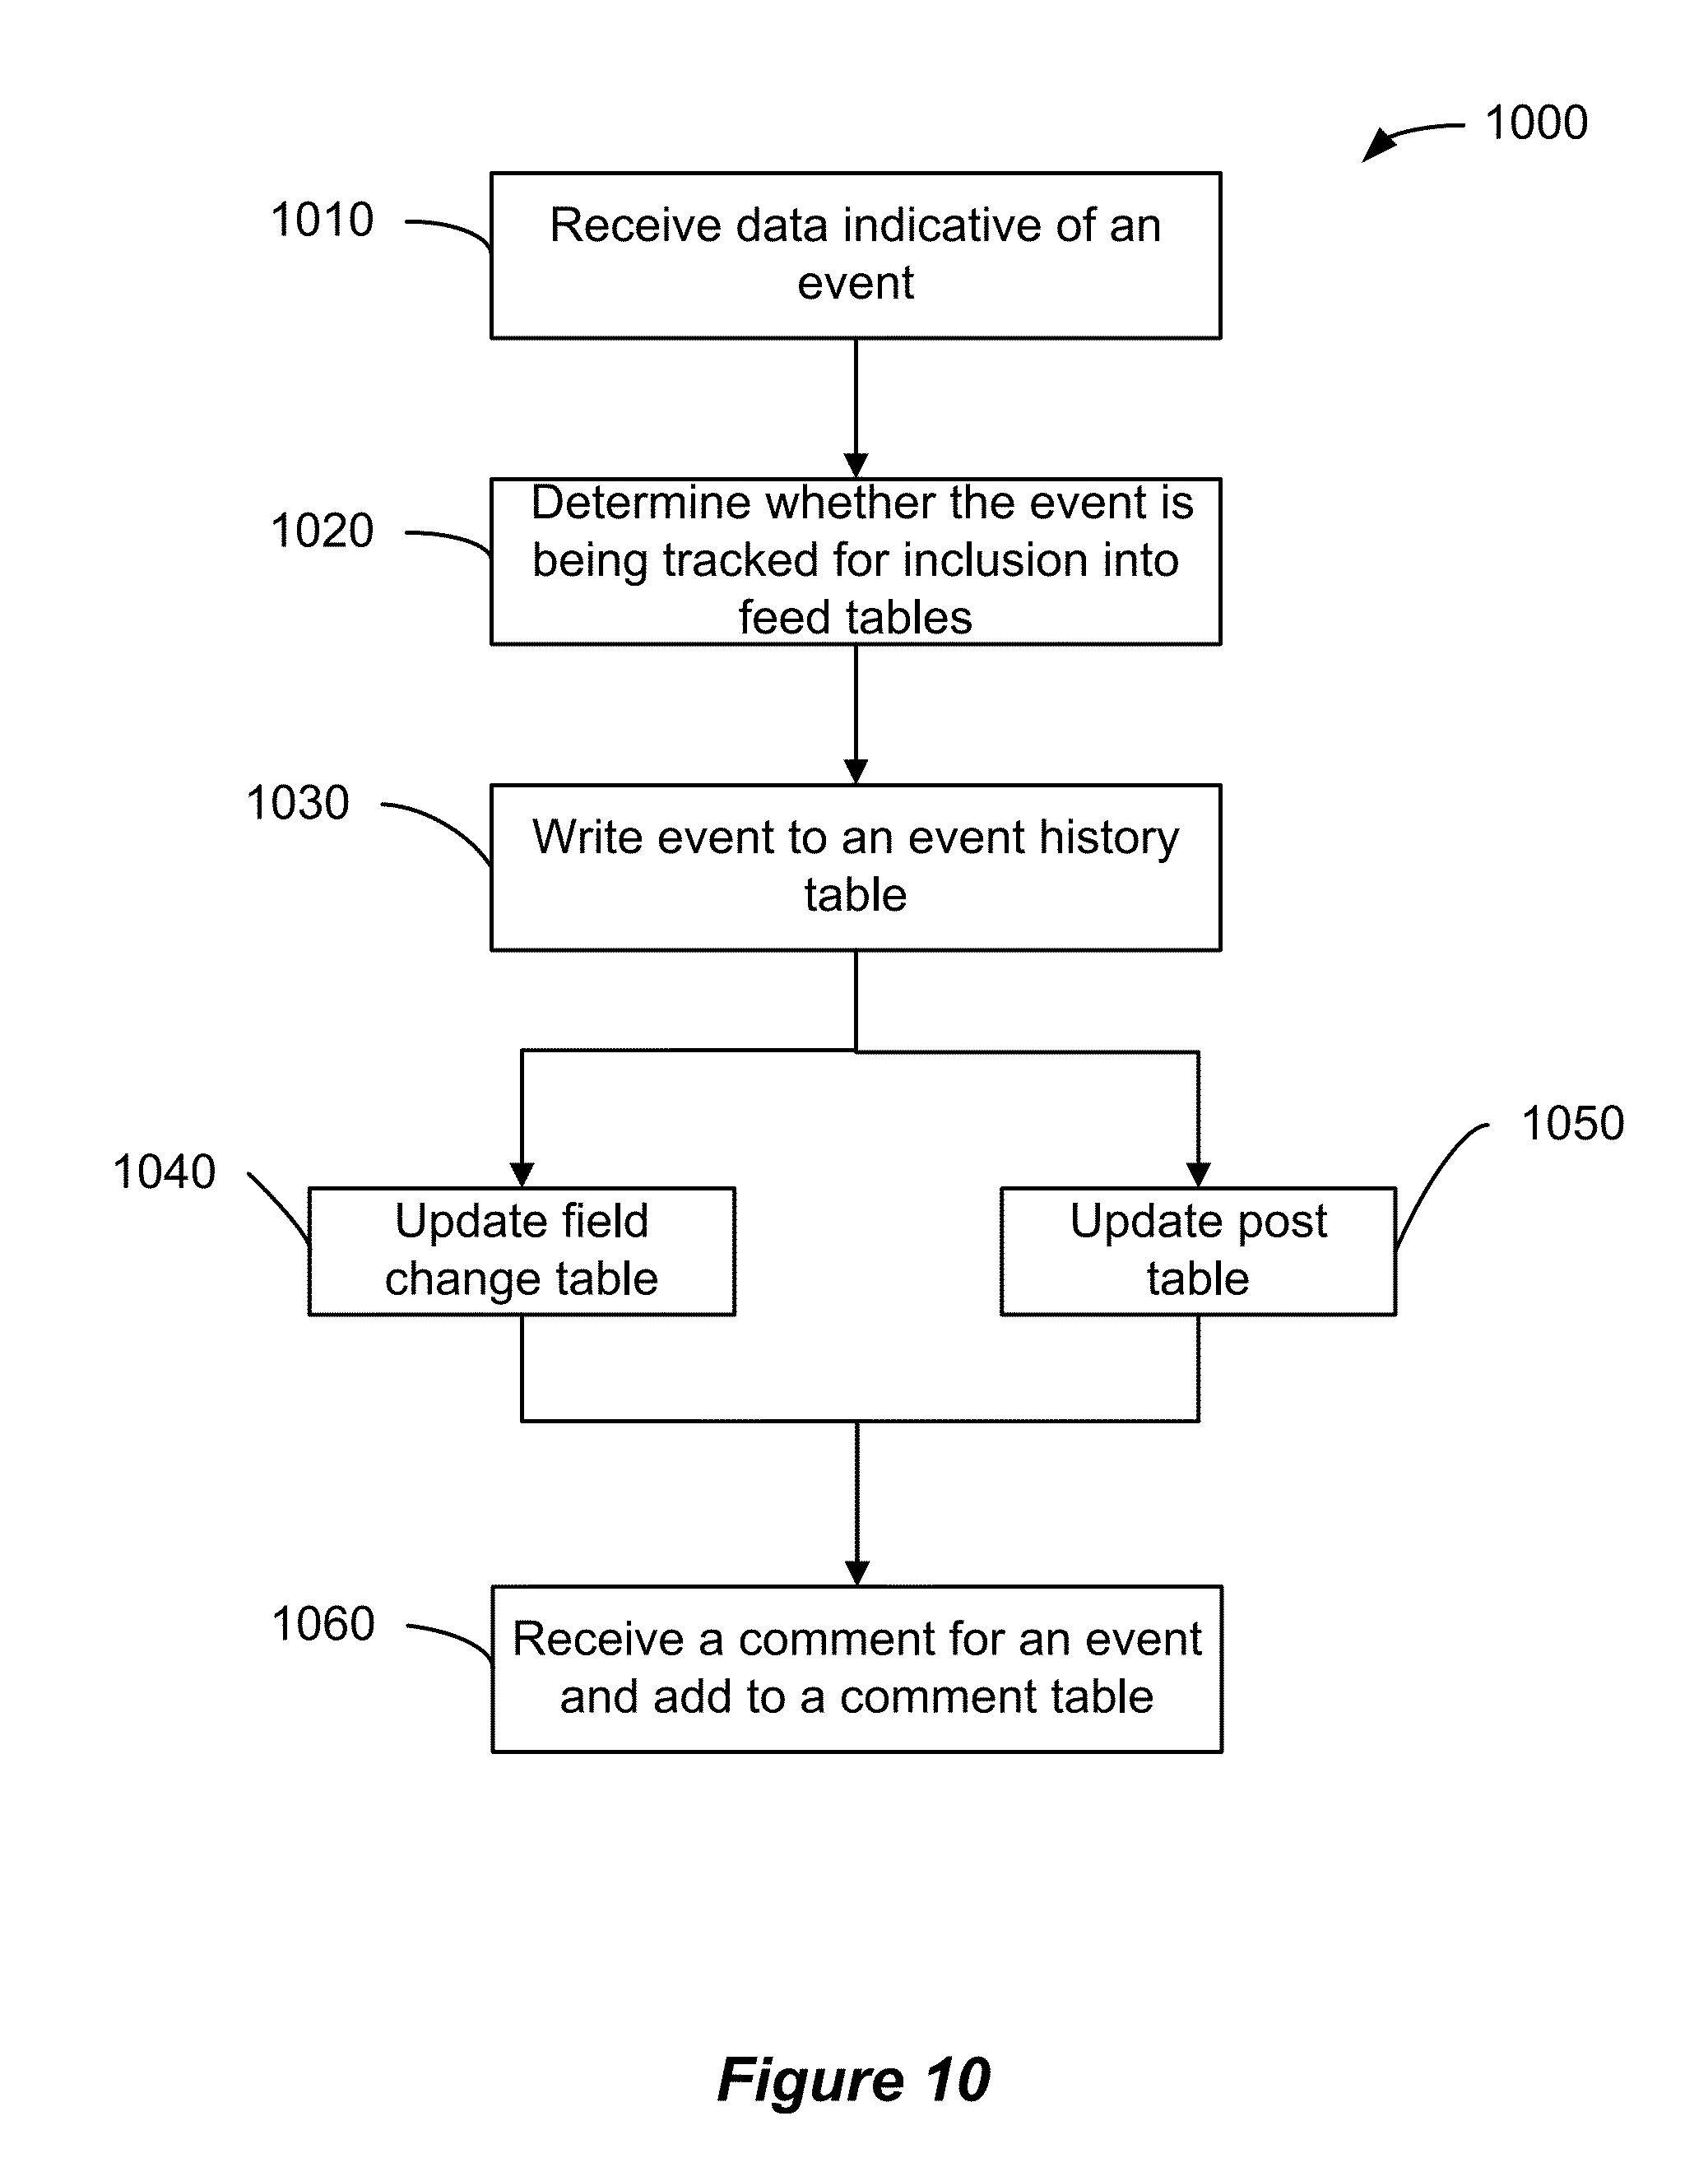 1000
1010
Receive data indicative of an
event
1020
Determine whether the event is
being tracked for inclusion into
feed tables
1030
Write event to an event history
table
1040
Update field
change table
1050
Update post
table
1060
Receive a comment for an event
and add to a comment table
Figure 10